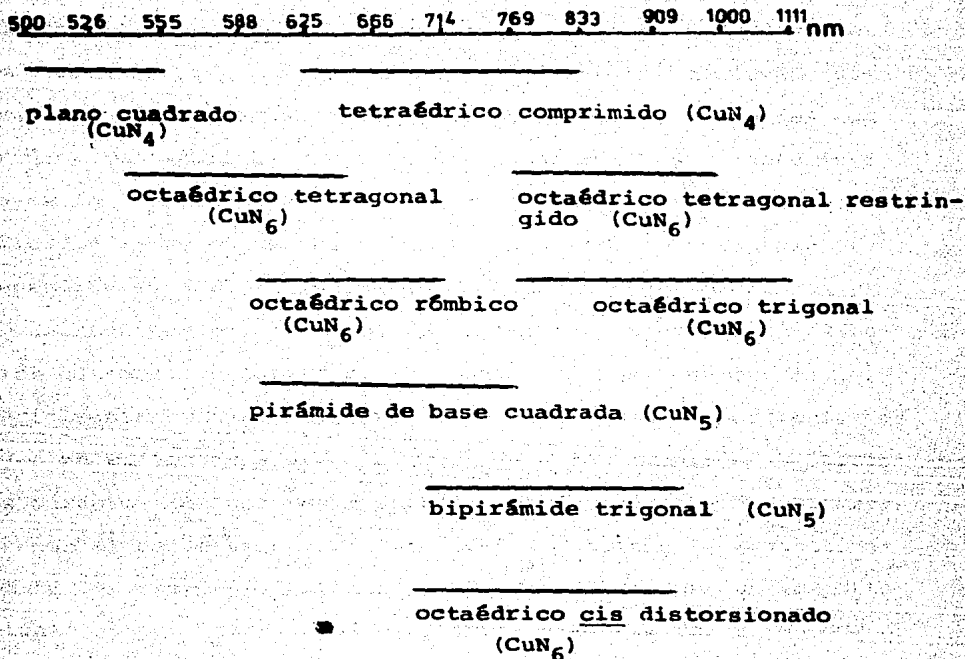 500 526 555 588 625 666 714 769 833 909 1000 1111 nm
plano cuadrado tetraédrico comprimido (CuN4)
(CuN4)
octaédrico tetragonal octaédrico tetragonal restrin-
(CuN6) gido (CuN6)
octaédrico rómbico octaédrico trigonal
(CuN6) (CuN6)
pirámide de base cuadrada (CuN5)
bipirámide trigonal (CuN5)
octaédrico cis distorsionado
(CuN6)